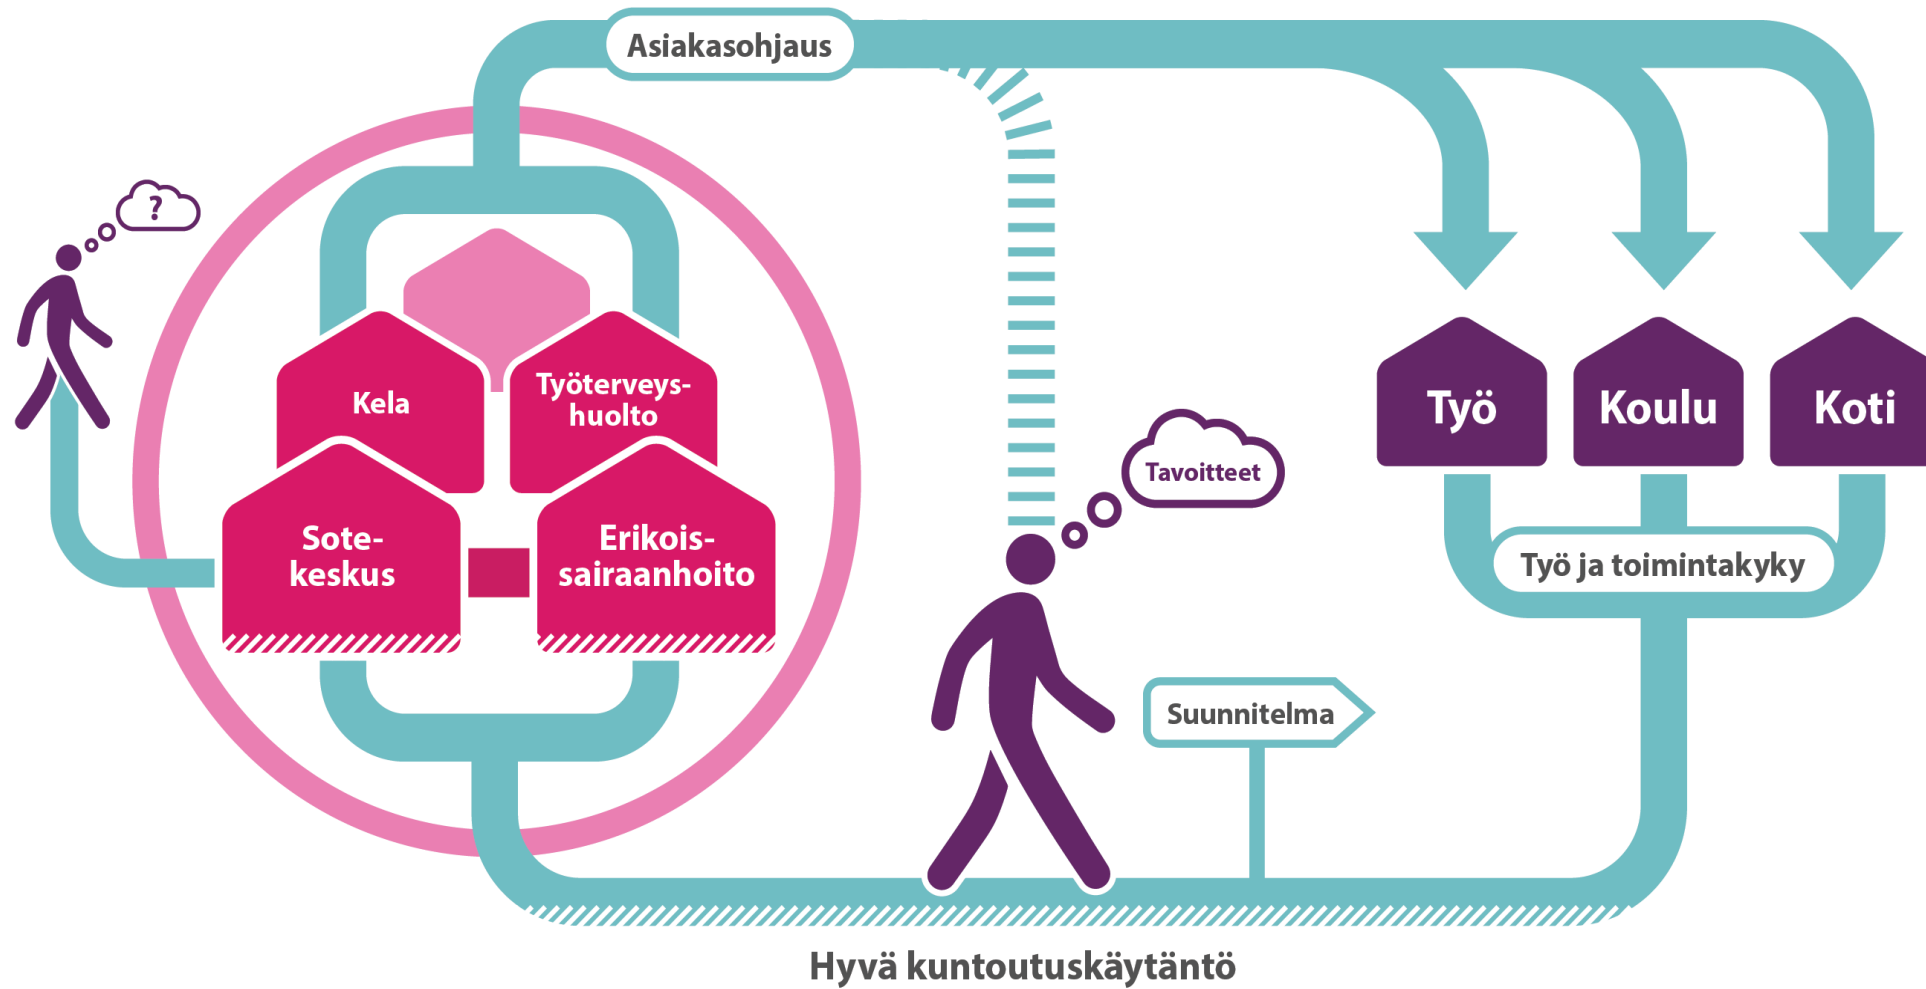 Asiakasohjaus
?
Kela
Työterveys-
huolto
Sote-
keskus
Erikois-
sairaanhoito
Tavoitteet
Työ
Koulu
Koti
Työ ja toimintakyky
Suunnitelma
Hyvä kuntoutuskäytäntö